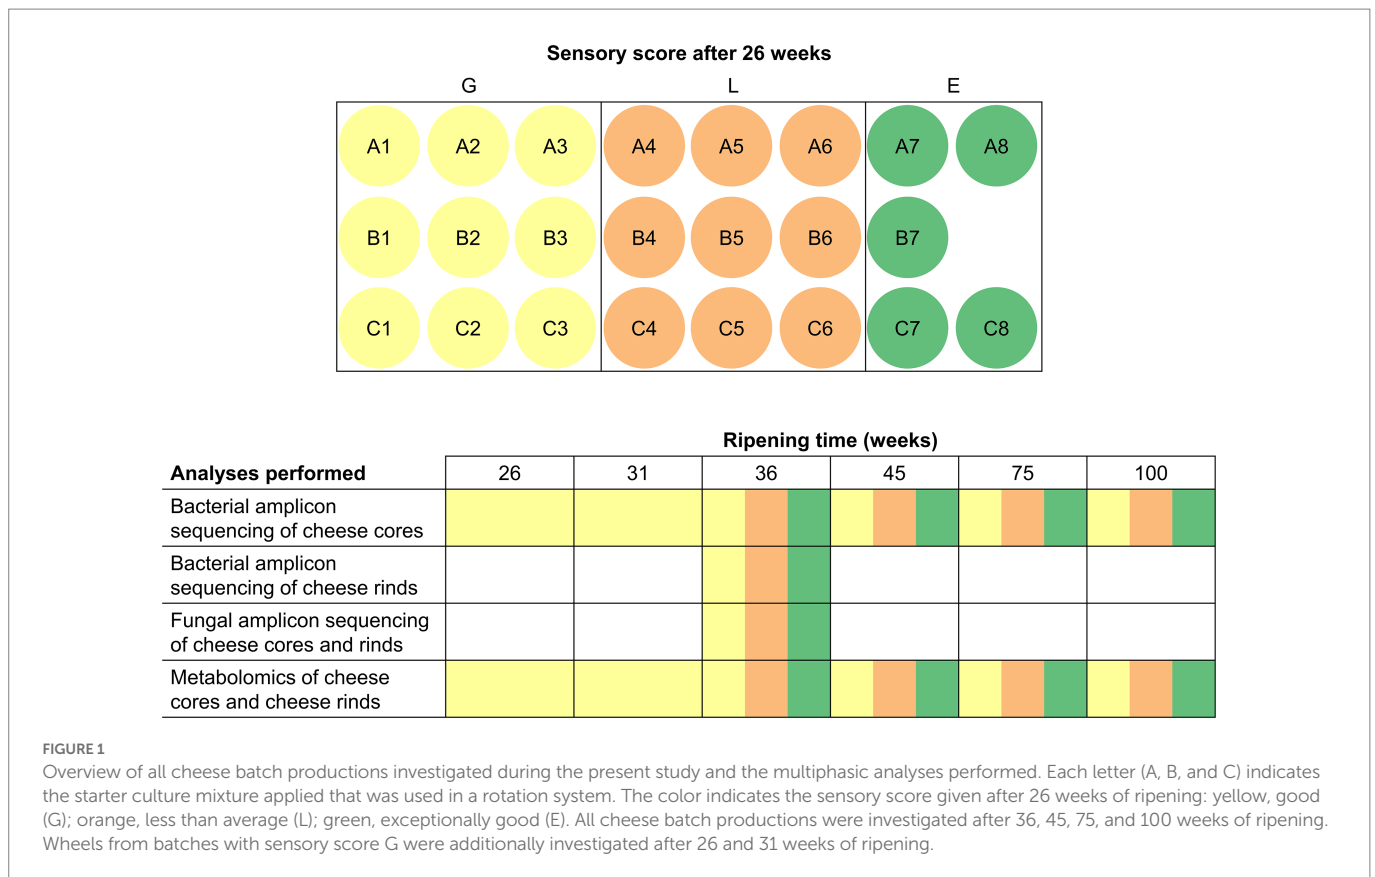 Sensory score after 26 weeks
G L E
A1 A2 A3 A4 A5 A6 A7 A8
B1 B2 B3 B4 B5 B6 B7
C1 C2 C3 C4 C5 C6 C7 C8
Ripening time (weeks)
Analyses performed 26 31 36 45 75 100
Bacterial amplicon
sequencing of cheese cores
Bacterial amplicon
sequencing of cheese rinds
Fungal amplicon sequencing
of cheese cores and rinds
Metabolomics of cheese
cores and cheese rinds
FIGURE 1
Overview of all cheese batch productions investigated during the present study and the multiphasic analyses performed. Each letter (A, B, and C) indicates
the starter culture mixture applied that was used in a rotation system. The color indicates the sensory score given after 26 weeks of ripening: yellow, good
(G); orange, less than average (L); green, exceptionally good (E). All cheese batch productions were investigated after 36, 45, 75, and 100 weeks of ripening.
Wheels from batches with sensory score G were additionally investigated after 26 and 31 weeks of ripening.